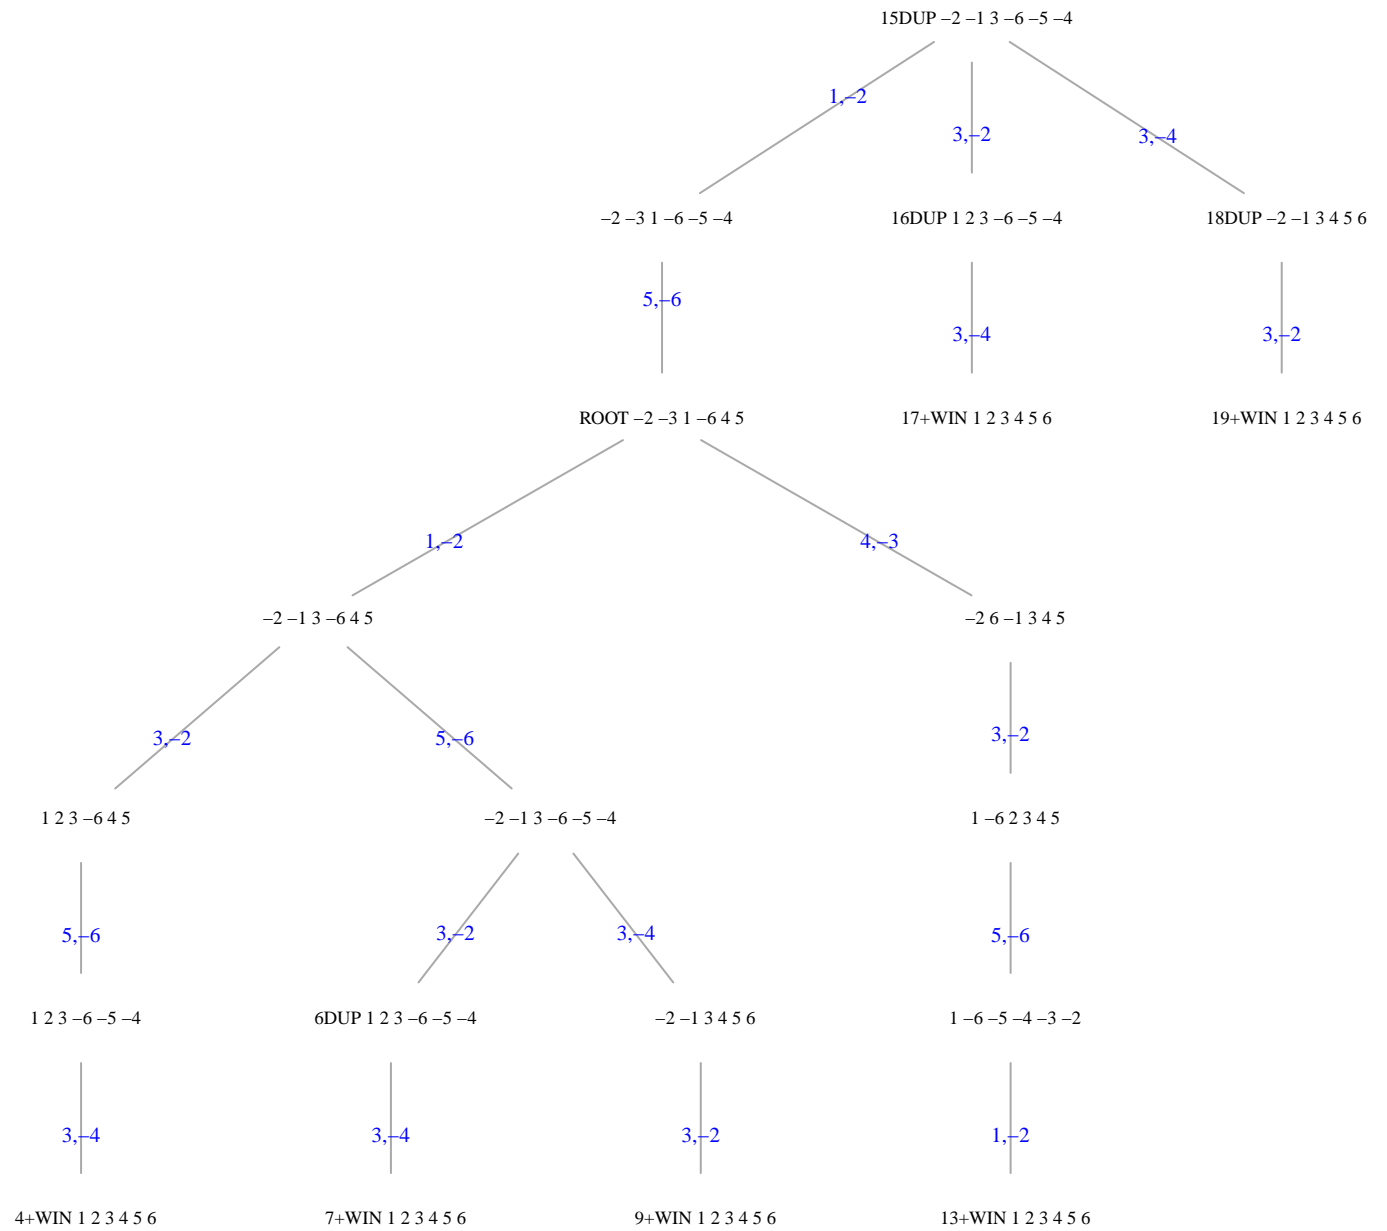 15DUP −2 −1 3 −6 −5 −4
1,−2
3,−2
3,−4
−2 −3 1 −6 −5 −4
16DUP 1 2 3 −6 −5 −4
18DUP −2 −1 3 4 5 6
5,−6
3,−4
3,−2
ROOT −2 −3 1 −6 4 5
17+WIN 1 2 3 4 5 6
19+WIN 1 2 3 4 5 6
1,−2
4,−3
−2 −1 3 −6 4 5
−2 6 −1 3 4 5
3,−2
5,−6
3,−2
1 2 3 −6 4 5
−2 −1 3 −6 −5 −4
1 −6 2 3 4 5
5,−6
3,−2
3,−4
5,−6
1 2 3 −6 −5 −4
6DUP 1 2 3 −6 −5 −4
−2 −1 3 4 5 6
1 −6 −5 −4 −3 −2
3,−4
3,−4
3,−2
1,−2
4+WIN 1 2 3 4 5 6
7+WIN 1 2 3 4 5 6
9+WIN 1 2 3 4 5 6
13+WIN 1 2 3 4 5 6